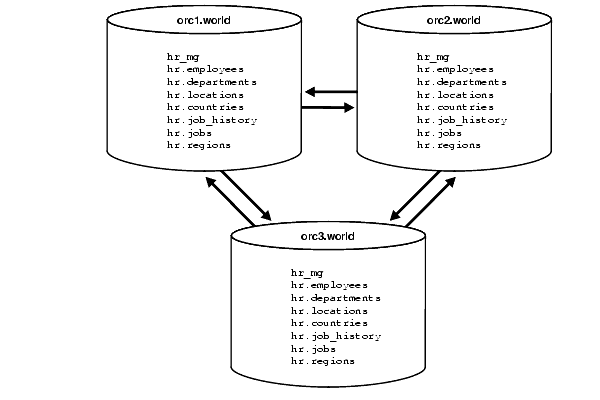 orc1.world
hr_mg
hr.employees
hr.departments
hr.locations
hr.countries
hr.job_history
hr.jobs
hr.regions
orc2.world
hr_mg
hr.employees
hr.departments
hr.locations
hr.countries
hr.job_history
hr.jobs
hr.regions
orc3.world
hr_mg
hr.employees
hr.departments
hr.locations
hr.countries
hr.job_history
hr.jobs
hr.regions